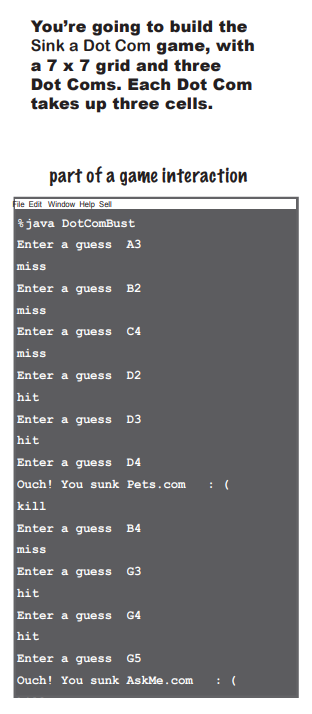 You're going to build the
Sink a Dot Com game, with
a 7 x 7 grid and three
Dot Coms. Each Dot Com
takes up three cells.
part of a game interaction
File Edit Window Help Sell
%java DotComBust
Enter a guess A3
miss
Enter a guess B2
miss
Enter a guess C4
miss
Enter a guess D2
hit
Enter a guess D3
hit
Enter a guess D4
Ouch! You sunk Pets.com : (
kill
Enter a guess B4
miss
Enter a guess G3
hit
Enter a guess G4
hit
Enter a guess G5
Ouch! You sunk AskMe.com : (